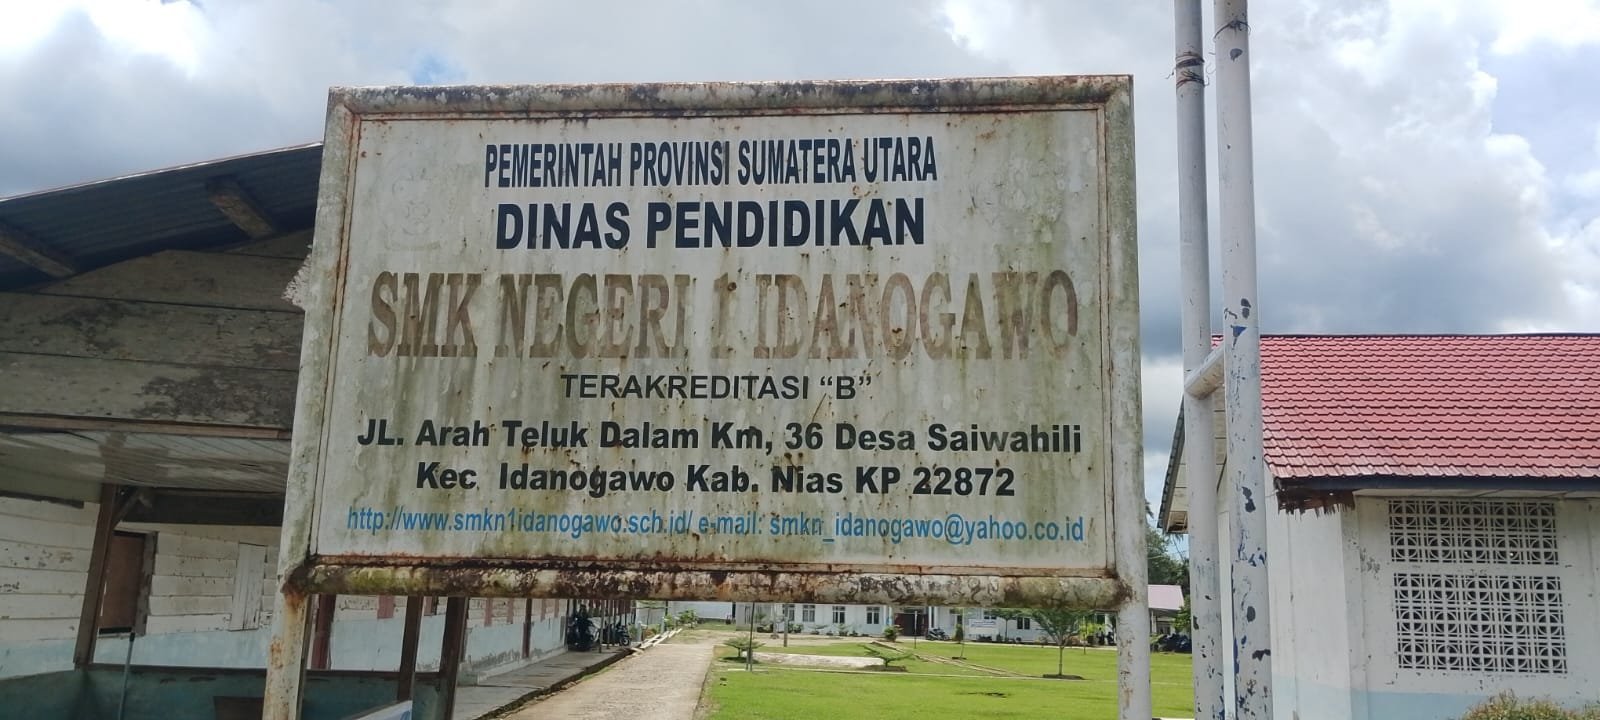 PEMERINTAH PROVINSI SUMATERA UTARA
DINAS PENDIDIKAN
SMK NEGERI 1 IDANOGAWO
TERAKREDITASI “B”
JL. Arah Teluk Dalam Km, 36 Desa Saiwahili
Kec Idanogawo Kab. Nias KP 22872
http://www.smkn1idanogawo.sch.id/ e-mail: smkn_idanogawo@yahoo.co.id